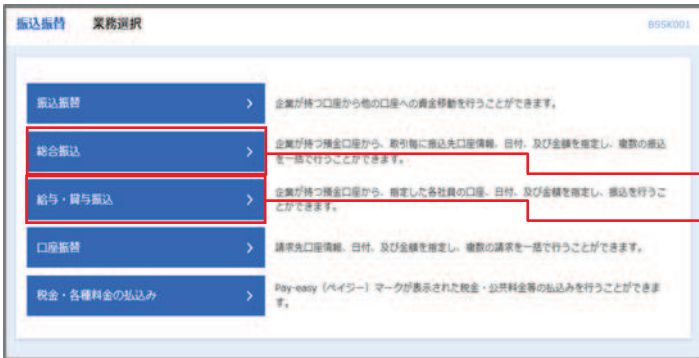 振込振替 業務選択 BSSK001
振込振替 > 企業が持つ口座から他の口座への資金移動を行うことができます。
総合振込 > 企業が持つ預金口座から、取引毎に振込先口座情報、日付、及び金額を指定し、複数の振込
を一括で行うことができます。
給与・賞与振込 > 企業が持つ預金口座から、指定した各社員の口座、日付、及び金額を指定し、振込を行うこ
とができます。
口座振替 > 請求先口座情報、日付、及び金額を指定し、複数の請求を一括で行うことができます。
税金・各種料金の払込み > Pay-easy（ペイジー）マークが表示された税金・公共料金等の払込みを行うことができま
す。